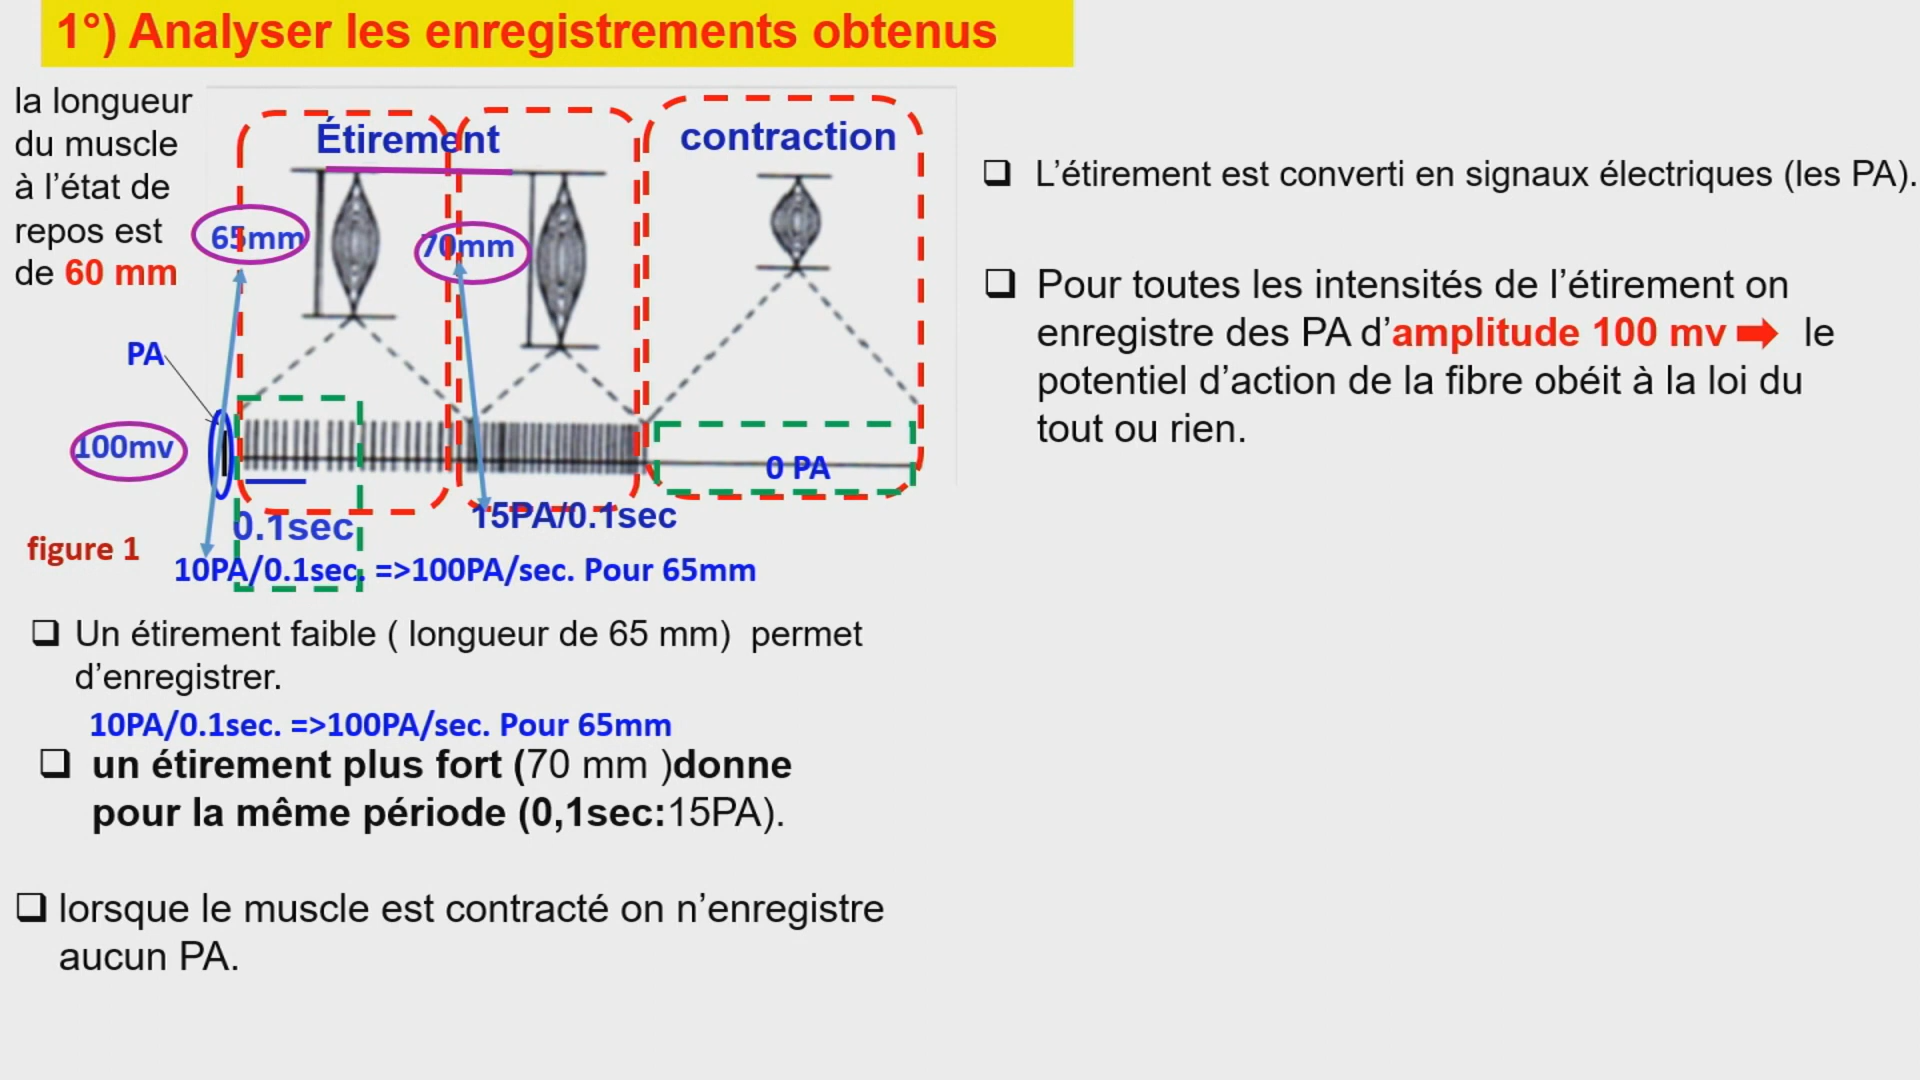 1°) Analyser les enregistrements obtenus
la longueur
du muscle
à l’état de
repos est
de 60 mm
Étirement
contraction
65mm
70mm
PA
100mv
0 PA
0.1sec
15PA/0.1sec
figure 1
10PA/0.1sec. =>100PA/sec. Pour 65mm
❑ Un étirement faible ( longueur de 65 mm) permet
d’enregistrer.
10PA/0.1sec. =>100PA/sec. Pour 65mm
❑ un étirement plus fort (70 mm )donne
pour la même période (0,1sec:15PA).
❑ lorsque le muscle est contracté on n’enregistre
aucun PA.
❑ L’étirement est converti en signaux électriques (les PA).
❑ Pour toutes les intensités de l’étirement on
enregistre des PA d’amplitude 100 mv ➡ le
potentiel d’action de la fibre obéit à la loi du
tout ou rien.